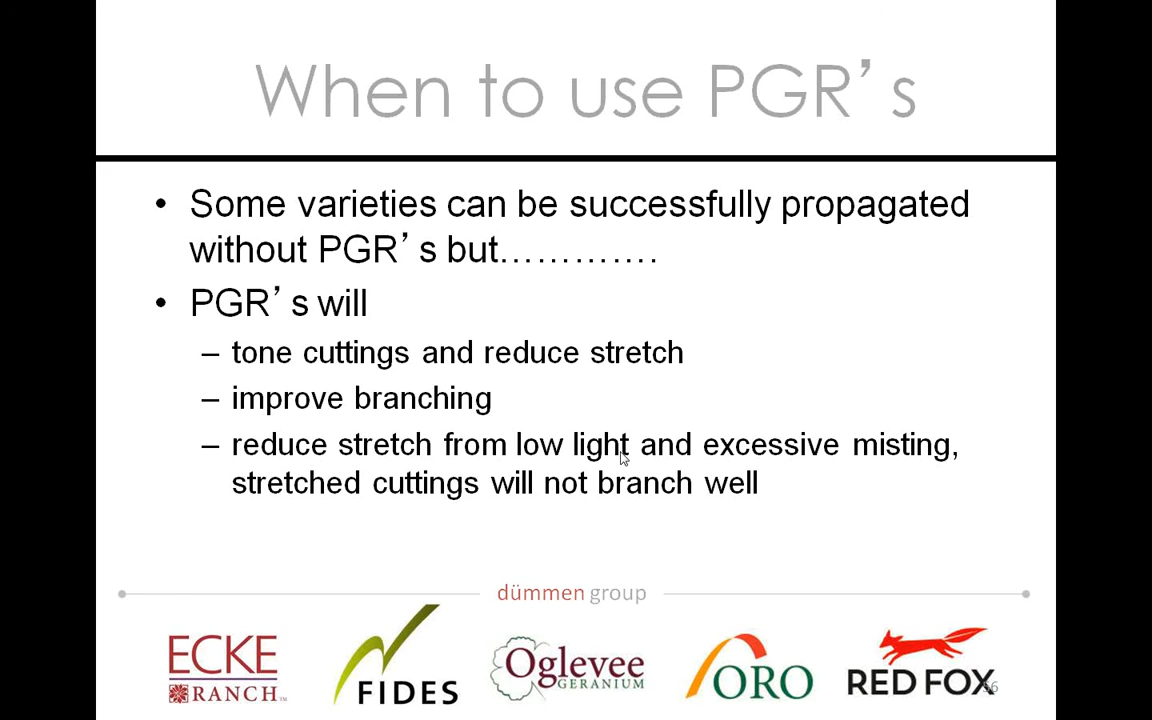 When to use PGR’s
• Some varieties can be successfully propagated
without PGR’s but………….
• PGR’s will
– tone cuttings and reduce stretch
– improve branching
– reduce stretch from low light and excessive misting,
stretched cuttings will not branch well
dümmen group
ECKE
RANCH™
FIDES
Oglevee
GERANIUM
ORO
RED FOX
56